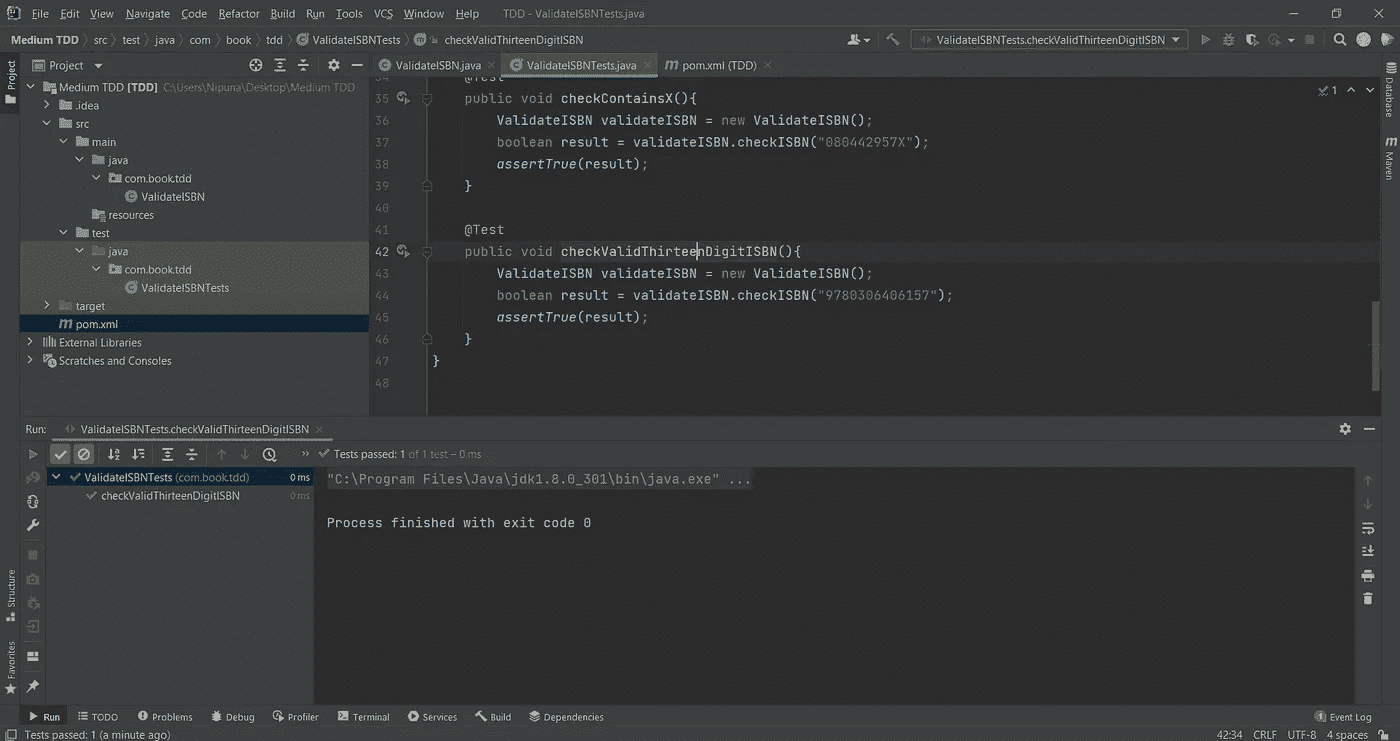 File Edit View Navigate Code Refactor Build Run Tools VCS Window Help TDD - ValidateISBNTests.java
Medium TDD src test java com book tdd ValidateISBNTests checkValidThirteenDigitISBN ValidateISBNTests.checkValidThirteenDigitISBN
Project ValidateISBN.java ValidateISBNTests.java pom.xml (TDD)
Medium TDD [TDD] C:\Users\Nipuna\Desktop\Medium TDD
.idea
src
main
java
com.book.tdd
ValidateISBN
resources
test
java
com.book.tdd
ValidateISBNTests
target
pom.xml
External Libraries
Scratches and Consoles
34 @Test
35 public void checkContainsX(){
36 ValidateISBN validateISBN = new ValidateISBN();
37 boolean result = validateISBN.checkISBN("080442957X");
38 assertTrue(result);
39 }
40
41 @Test
42 public void checkValidThirteenDigitISBN(){
43 ValidateISBN validateISBN = new ValidateISBN();
44 boolean result = validateISBN.checkISBN("9780306406157");
45 assertTrue(result);
46 }
47 }
48
1
Project
Structure
Favorites
Database
Maven
Run: ValidateISBNTests.checkValidThirteenDigitISBN
Tests passed: 1 of 1 test – 0 ms
ValidateISBNTests (com.book.tdd) 0 ms
checkValidThirteenDigitISBN 0 ms
"C:\Program Files\Java\jdk1.8.0_301\bin\java.exe" ...
Process finished with exit code 0
Run TODO Problems Debug Profiler Terminal Services Build Dependencies 1 Event Log
Tests passed: 1 (a minute ago) 42:34 CRLF UTF-8 4 spaces